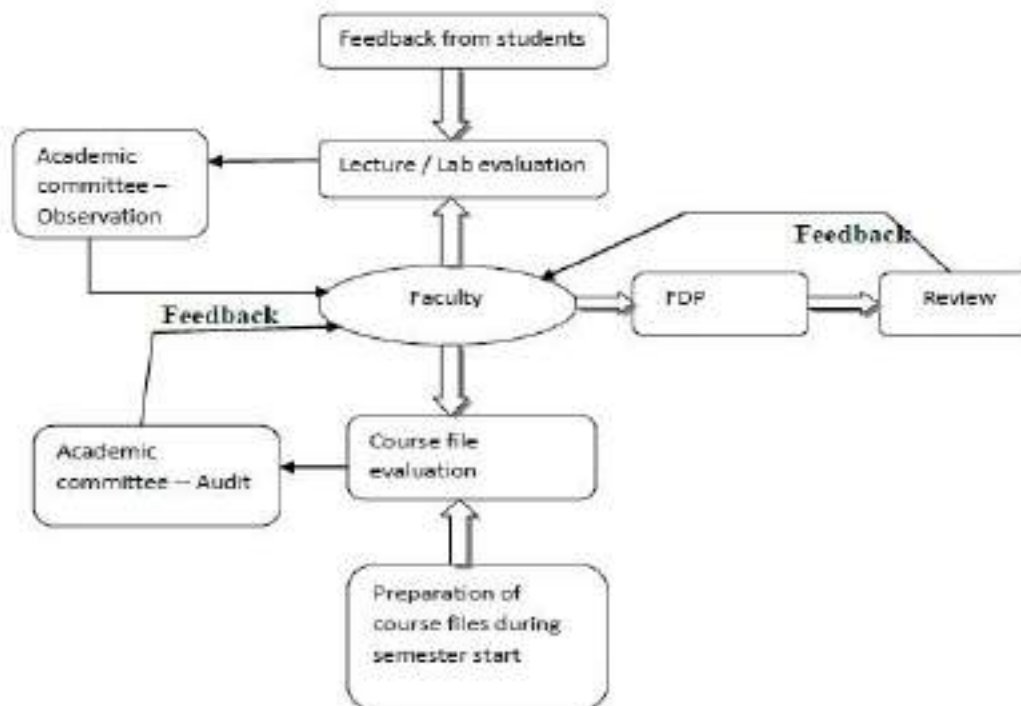 Feedback from students
Lecture / Lab evaluation
Academic
committee –
Observation
Feedback
Faculty
FDP
Review
Feedback
Academic
committee – Audit
Course file
evaluation
Preparation of
course files during
semester start